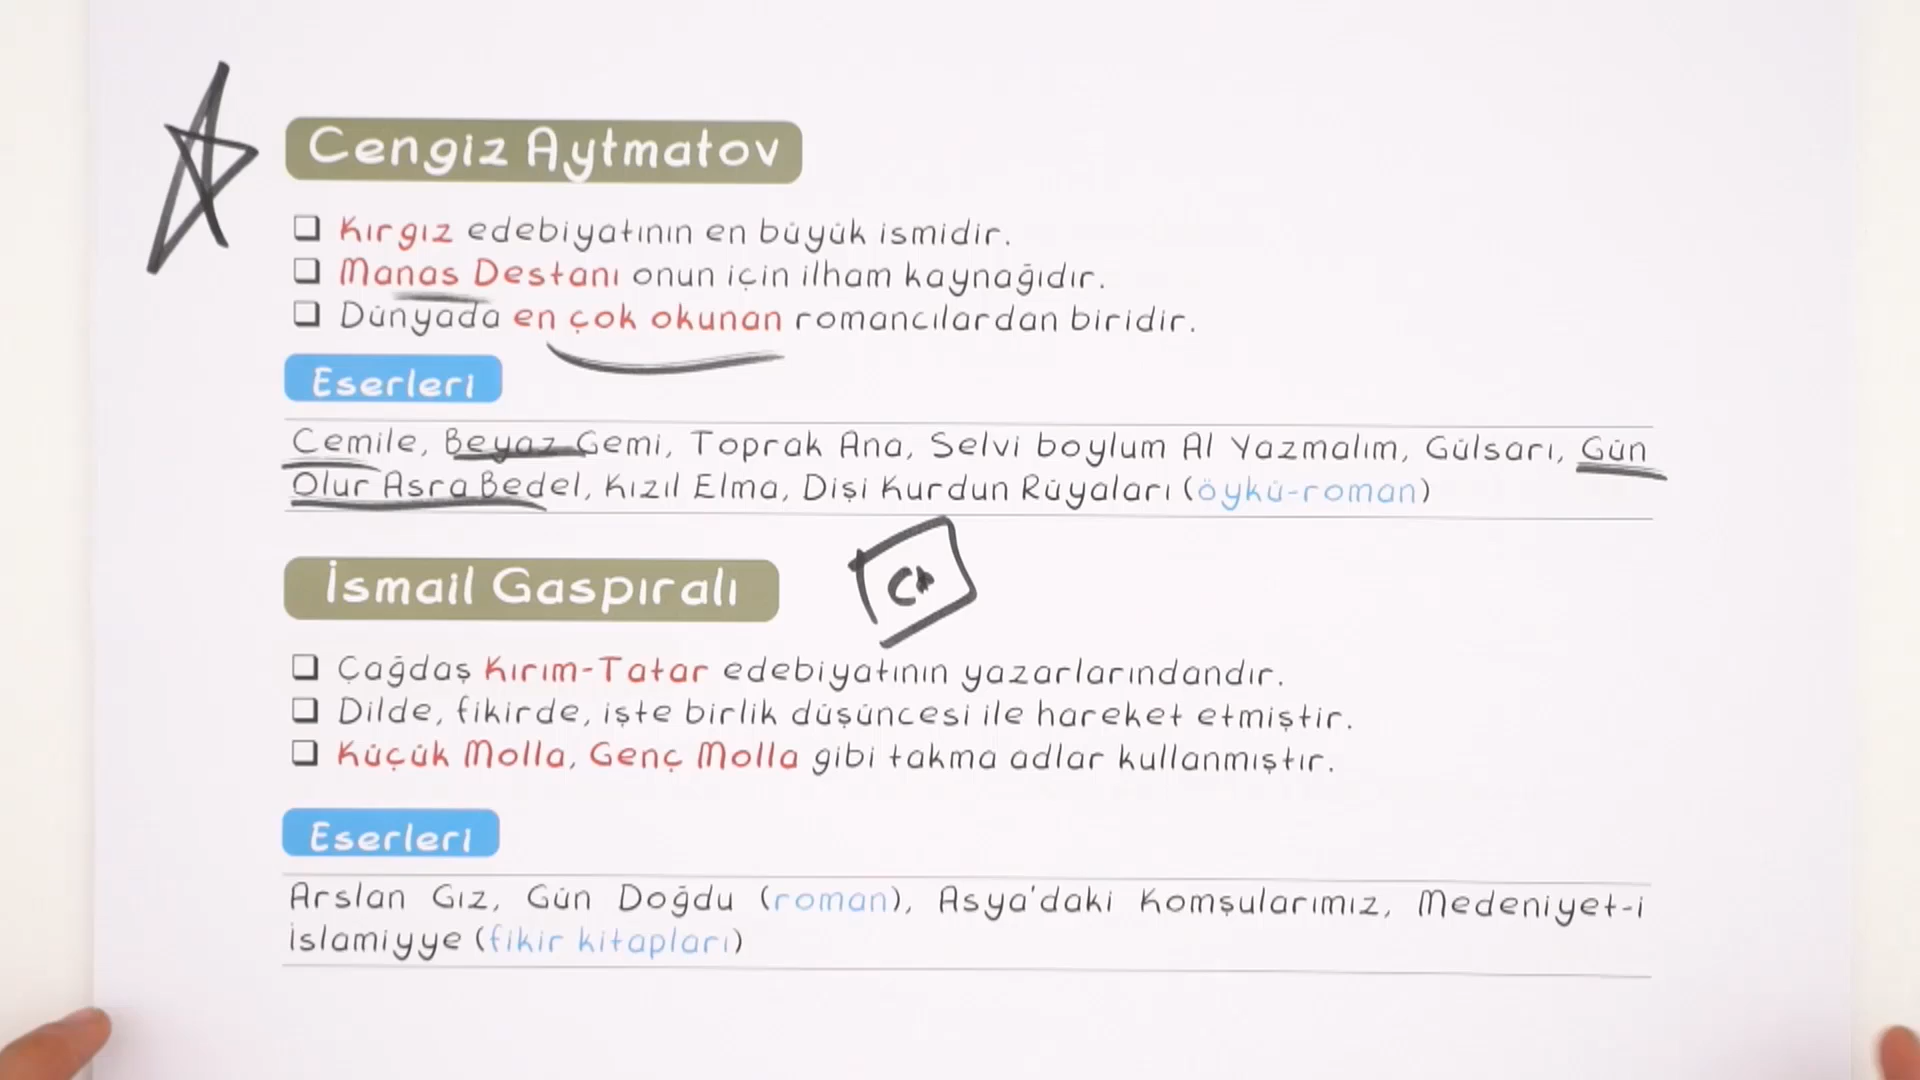 Cengiz Aytmatov
Kırgız edebiyatının en büyük ismidir.
Manas Destanı onun için ilham kaynağıdır.
Dünyada en çok okunan romancılardan biridir.
Eserleri
Cemile, Beyaz Gemi, Toprak Ana, Selvi boylum Al Yazmalım, Gülsarı, Gün
Olur Asra Bedel, Kızıl Elma, Dişi Kurdun Rüyaları (öykü-roman)
İsmail Gaspıralı
Çağdaş Kırım-Tatar edebiyatının yazarlarındandır.
Dilde, fikirde, işte birlik düşüncesi ile hareket etmiştir.
Küçük Molla, Genç Molla gibi takma adlar kullanmıştır.
Eserleri
Arslan Gız, Gün Doğdu (roman), Asya'daki Komşularımız, Medeniyet-i
İslamiyye (fikir kitapları)